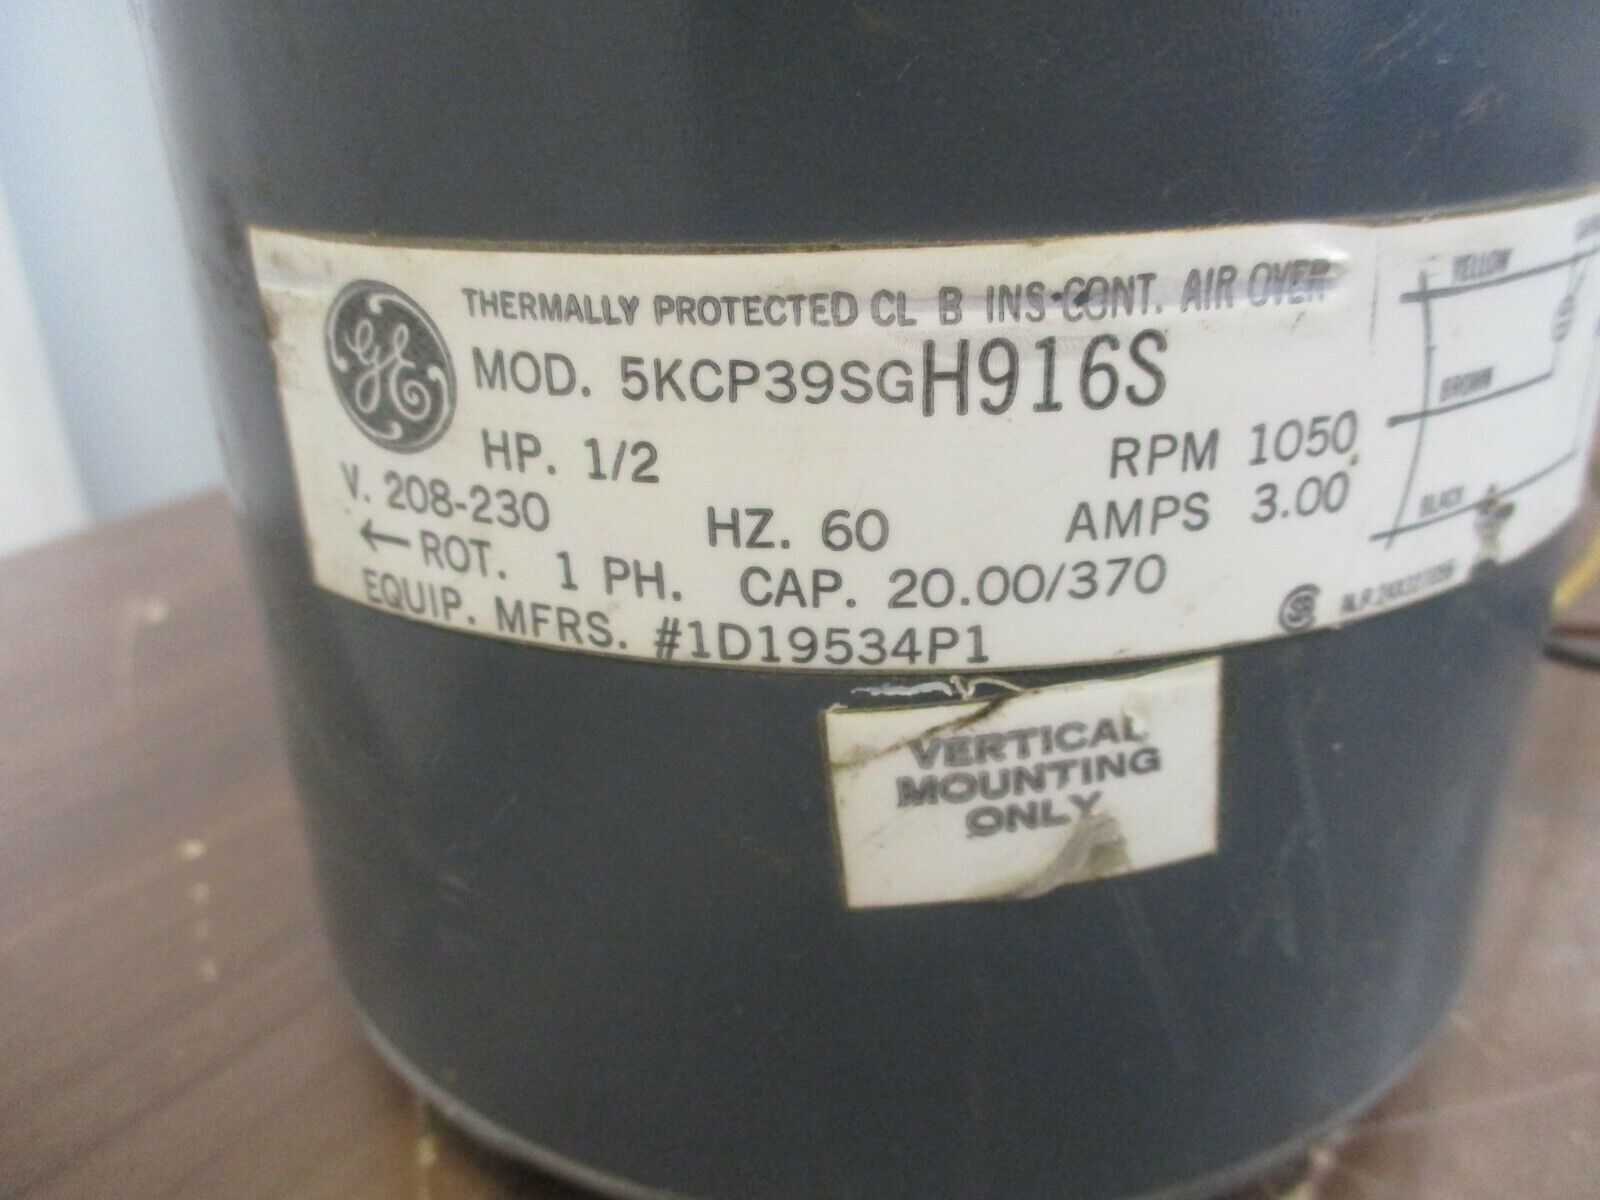 GE
THERMALLY PROTECTED CL B INS-CONT. AIR OVER
MOD. 5KCP39SGH916S
HP. 1/2 RPM 1050
V. 208-230 HZ. 60 AMPS 3.00
←ROT. 1 PH. CAP. 20.00/370
EQUIP. MFRS. #1D19534P1
YELLOW
BROWN
BLACK
VERTICAL
MOUNTING
ONLY